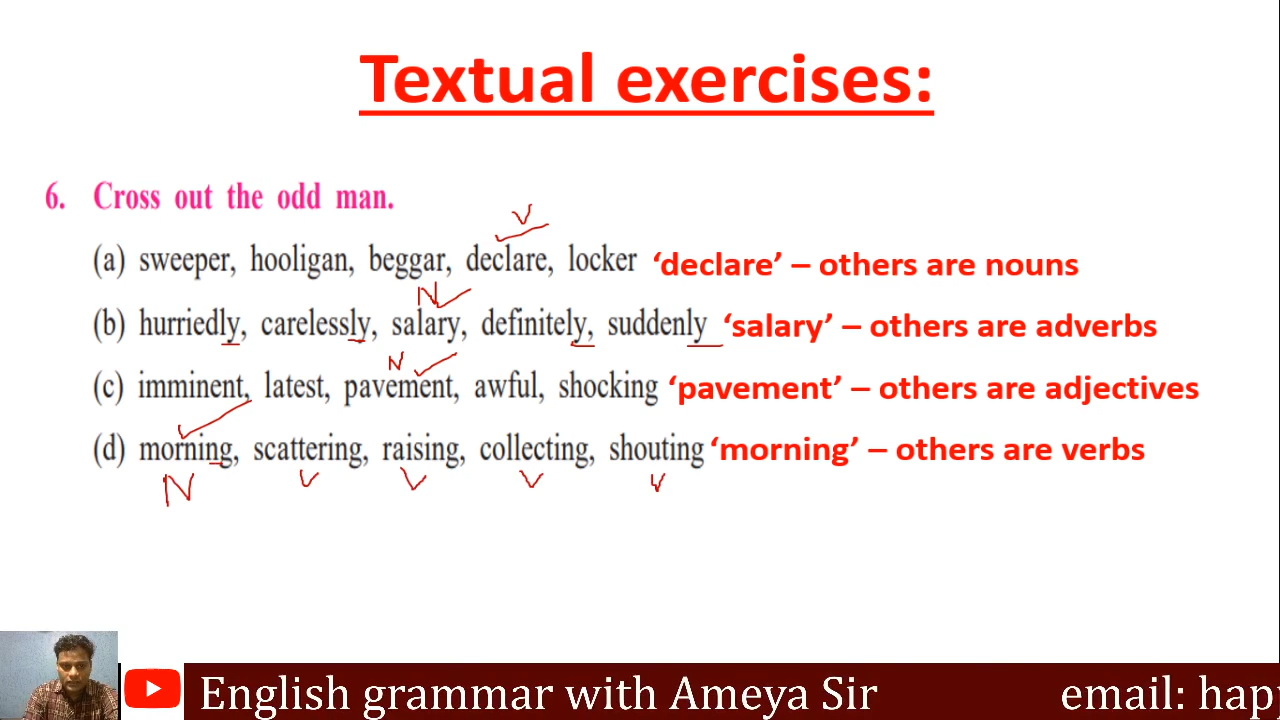 Textual exercises:
6. Cross out the odd man.
V
(a) sweeper, hooligan, beggar, declare, locker 'declare' – others are nouns
N
(b) hurriedly, carelessly, salary, definitely, suddenly 'salary' – others are adverbs
N
(c) imminent, latest, pavement, awful, shocking 'pavement' – others are adjectives
(d) morning, scattering, raising, collecting, shouting 'morning' – others are verbs
N V V V V
English grammar with Ameya Sir email: hap